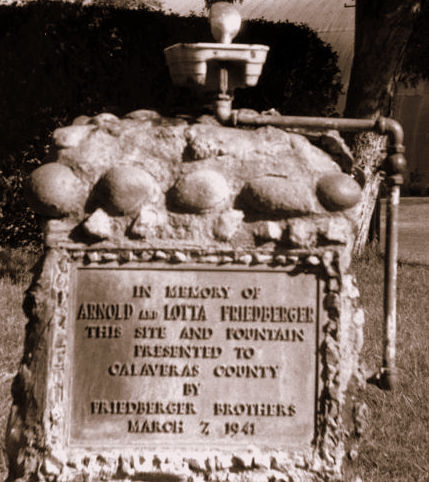 IN MEMORY OF
ARNOLD AND LOTTA FRIEDBERGER
THIS SITE AND FOUNTAIN
PRESENTED TO
CALAVERAS COUNTY
BY
FRIEDBERGER BROTHERS
MARCH 7, 1941